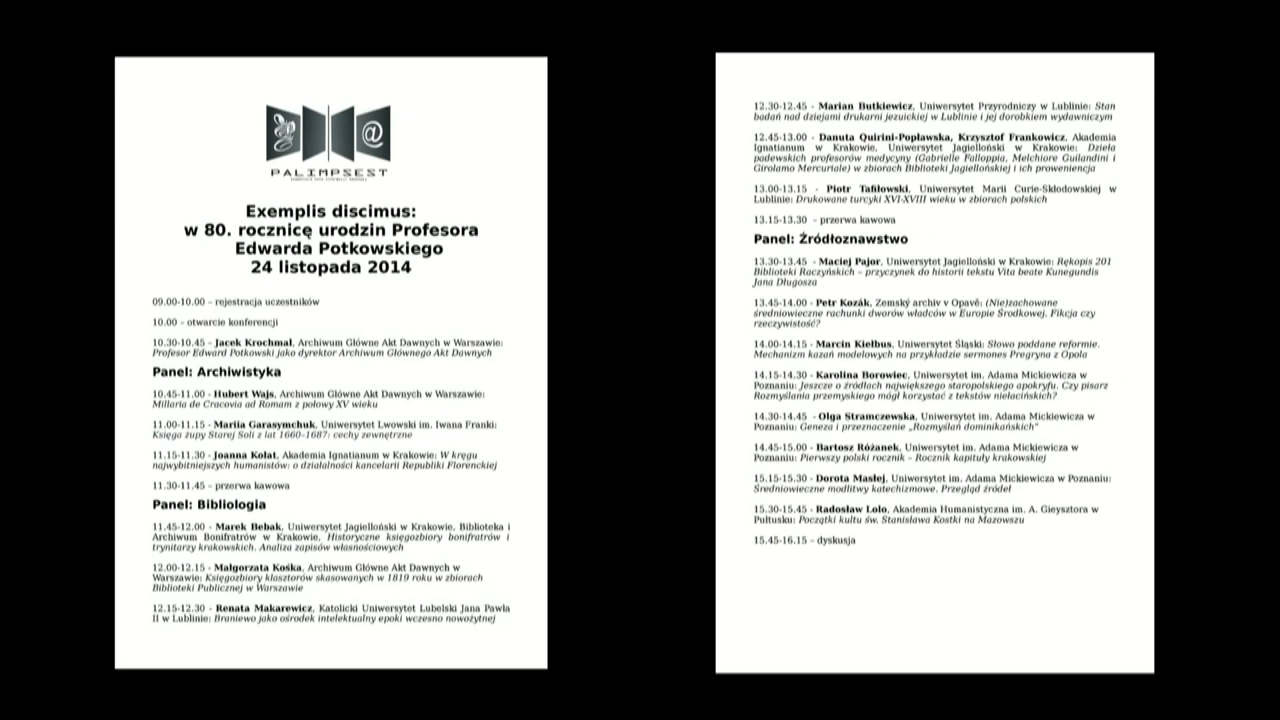 @
PALIMPSEST
Exemplis discimus:
w 80. rocznicę urodzin Profesora
Edwarda Potkowskiego
24 listopada 2014
09.00-10.00 – rejestracja uczestników
10.00 – otwarcie konferencji
10.30-10.45 - Jacek Krochmal, Archiwum Główne Akt Dawnych w Warszawie:
Profesor Edward Potkowski jako dyrektor Archiwum Głównego Akt Dawnych
Panel: Archiwistyka
10.45-11.00 - Hubert Wajs, Archiwum Główne Akt Dawnych w Warszawie:
Millaria de Cracovia ad Romam z połowy XV wieku
11.00-11.15 - Mariia Garasymchuk, Uniwersytet Lwowski im. Iwana Franki:
Księga żupy Starej Soli z lat 1660–1687: cechy zewnętrzne
11.15-11.30 - Joanna Kołat, Akademia Ignatianum w Krakowie: W kręgu
najwybitniejszych humanistów: o działalności kancelarii Republiki Florenckiej
11.30-11.45 – przerwa kawowa
Panel: Bibliologia
11.45-12.00 - Marek Bebak, Uniwersytet Jagielloński w Krakowie, Biblioteka i
Archiwum Bonifratrów w Krakowie, Historyczne księgozbiory bonifratrów i
trynitarzy krakowskich. Analiza zapisów własnościowych
12.00-12.15 - Małgorzata Kośka, Archiwum Główne Akt Dawnych w
Warszawie: Księgozbiory klasztorów skasowanych w 1819 roku w zbiorach
Biblioteki Publicznej w Warszawie
12.15-12.30 - Renata Makarewicz, Katolicki Uniwersytet Lubelski Jana Pawła
II w Lublinie: Braniewo jako ośrodek intelektualny epoki wczesno nowożytnej
12.30-12.45 - Marian Butkiewicz, Uniwersytet Przyrodniczy w Lublinie: Stan
badań nad dziejami drukarni jezuickiej w Lublinie i jej dorobkiem wydawniczym
12.45-13.00 - Danuta Quirini-Popławska, Krzysztof Frankowicz, Akademia
Ignatianum w Krakowie, Uniwersytet Jagielloński w Krakowie: Dzieła
padewskich profesorów medycyny (Gabrielle Falloppia, Melchiore Guilandini i
Girolamo Mercuriale) w zbiorach Biblioteki Jagiellońskiej i ich proweniencja
13.00-13.15 - Piotr Tafiłowski, Uniwersytet Marii Curie-Skłodowskiej w
Lublinie: Drukowane turcyki XVI-XVIII wieku w zbiorach polskich
13.15-13.30 – przerwa kawowa
Panel: Źródłoznawstwo
13.30-13.45 - Maciej Pajor, Uniwersytet Jagielloński w Krakowie: Rękopis 201
Biblioteki Raczyńskich – przyczynek do historii tekstu Vita beate Kunegundis
Jana Długosza
13.45-14.00 - Petr Kozák, Zemský archiv v Opavě: (Nie)zachowane
średniowieczne rachunki dworów władców w Europie Środkowej. Fikcja czy
rzeczywistość?
14.00-14.15 - Marcin Kiełbus, Uniwersytet Śląski: Słowo poddane reformie.
Mechanizm kazań modelowych na przykładzie sermones Pregryna z Opola
14.15-14.30 - Karolina Borowiec, Uniwersytet im. Adama Mickiewicza w
Poznaniu: Jeszcze o źródłach największego staropolskiego apokryfu. Czy pisarz
Rozmyślania przemyskiego mógł korzystać z tekstów niełacińskich?
14.30-14.45 - Olga Stramczewska, Uniwersytet im. Adama Mickiewicza w
Poznaniu: Geneza i przeznaczenie „Rozmyślań dominikańskich”
14.45-15.00 - Bartosz Różanek, Uniwersytet im. Adama Mickiewicza w
Poznaniu: Pierwszy polski rocznik – Rocznik kapituły krakowskiej
15.15-15.30 - Dorota Masłej, Uniwersytet im. Adama Mickiewicza w Poznaniu:
Średniowieczne modlitwy katechizmowe. Przegląd źródeł
15.30-15.45 - Radosław Lolo, Akademia Humanistyczna im. A. Gieysztora w
Pułtusku: Początki kultu św. Stanisława Kostki na Mazowszu
15.45-16.15 – dyskusja